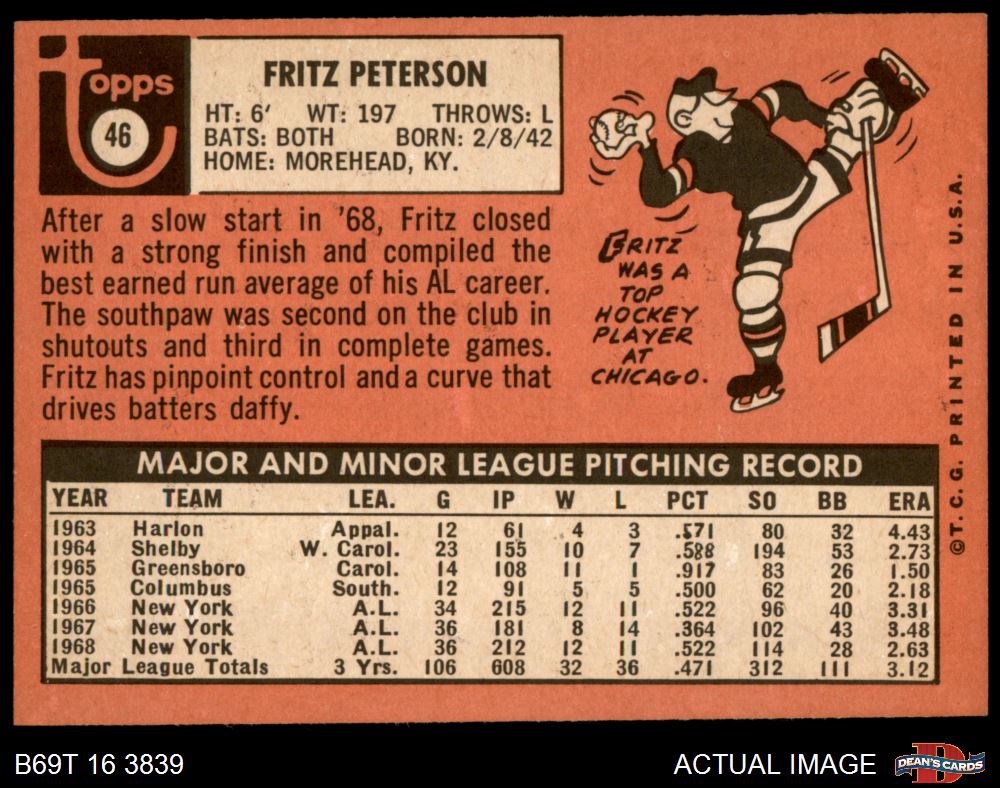 Topps
46
FRITZ PETERSON
HT: 6' WT: 197 THROWS: L
BATS: BOTH BORN: 2/8/42
HOME: MOREHEAD, KY.
After a slow start in '68, Fritz closed
with a strong finish and compiled the
best earned run average of his AL career.
The southpaw was second on the club in
shutouts and third in complete games.
Fritz has pinpoint control and a curve that
drives batters daffy.
FRITZ
WAS A
TOP
HOCKEY
PLAYER
AT
CHICAGO.
©T.C.G. PRINTED IN U.S.A.
MAJOR AND MINOR LEAGUE PITCHING RECORD
YEAR TEAM LEA. G IP W L PCT SO BB ERA
1963 Harlon Appal. 12 61 4 3 .571 80 32 4.43
1964 Shelby W. Carol. 23 155 10 7 .588 194 53 2.73
1965 Greensboro Carol. 14 108 11 1 .917 83 26 1.50
1965 Columbus South. 12 91 5 5 .500 62 20 2.18
1966 New York A.L. 34 215 12 11 .522 96 40 3.31
1967 New York A.L. 36 181 8 14 .364 102 43 3.48
1968 New York A.L. 36 212 12 11 .522 114 28 2.63
Major League Totals 3 Yrs. 106 608 32 36 .471 312 111 3.12
B69T 16 3839
ACTUAL IMAGE
DEAN'S CARDS